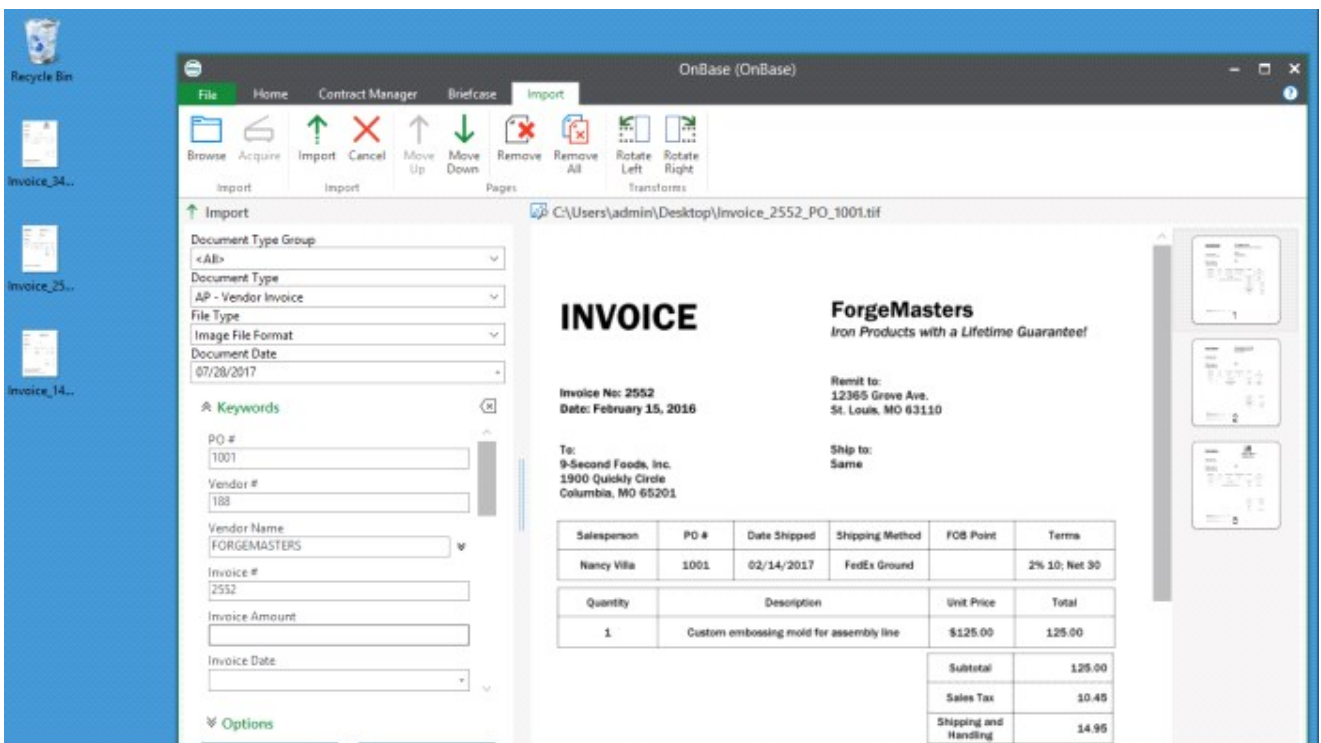 Recycle Bin
Invoice_34...
Invoice_25...
Invoice_14...
OnBase (OnBase)
File Home Contract Manager Briefcase Import
Browse Acquire Import Cancel Move Up Move Down Remove Remove All Rotate Left Rotate Right
Import Import Pages Transforms
Import
C:\Users\admin\Desktop\Invoice_2552_PO_1001.tif
Document Type Group
<All>
Document Type
AP - Vendor Invoice
File Type
Image File Format
Document Date
07/28/2017
Keywords
PO #
1001
Vendor #
188
Vendor Name
FORGEMASTERS
Invoice #
2552
Invoice Amount
Invoice Date
Options
INVOICE
ForgeMasters
Iron Products with a Lifetime Guarantee!
Invoice No: 2552
Date: February 15, 2016
Remit to:
12365 Grove Ave.
St. Louis, MO 63110
To:
9-Second Foods, Inc.
1900 Quickly Circle
Columbia, MO 65201
Ship to:
Same
Salesperson PO # Date Shipped Shipping Method FOB Point Terms
Nancy Villa 1001 02/14/2017 FedEx Ground 2% 10; Net 30
Quantity Description Unit Price Total
1 Custom embossing mold for assembly line $125.00 125.00
Subtotal 125.00
Sales Tax 10.45
Shipping and Handling 14.95
1
2
3